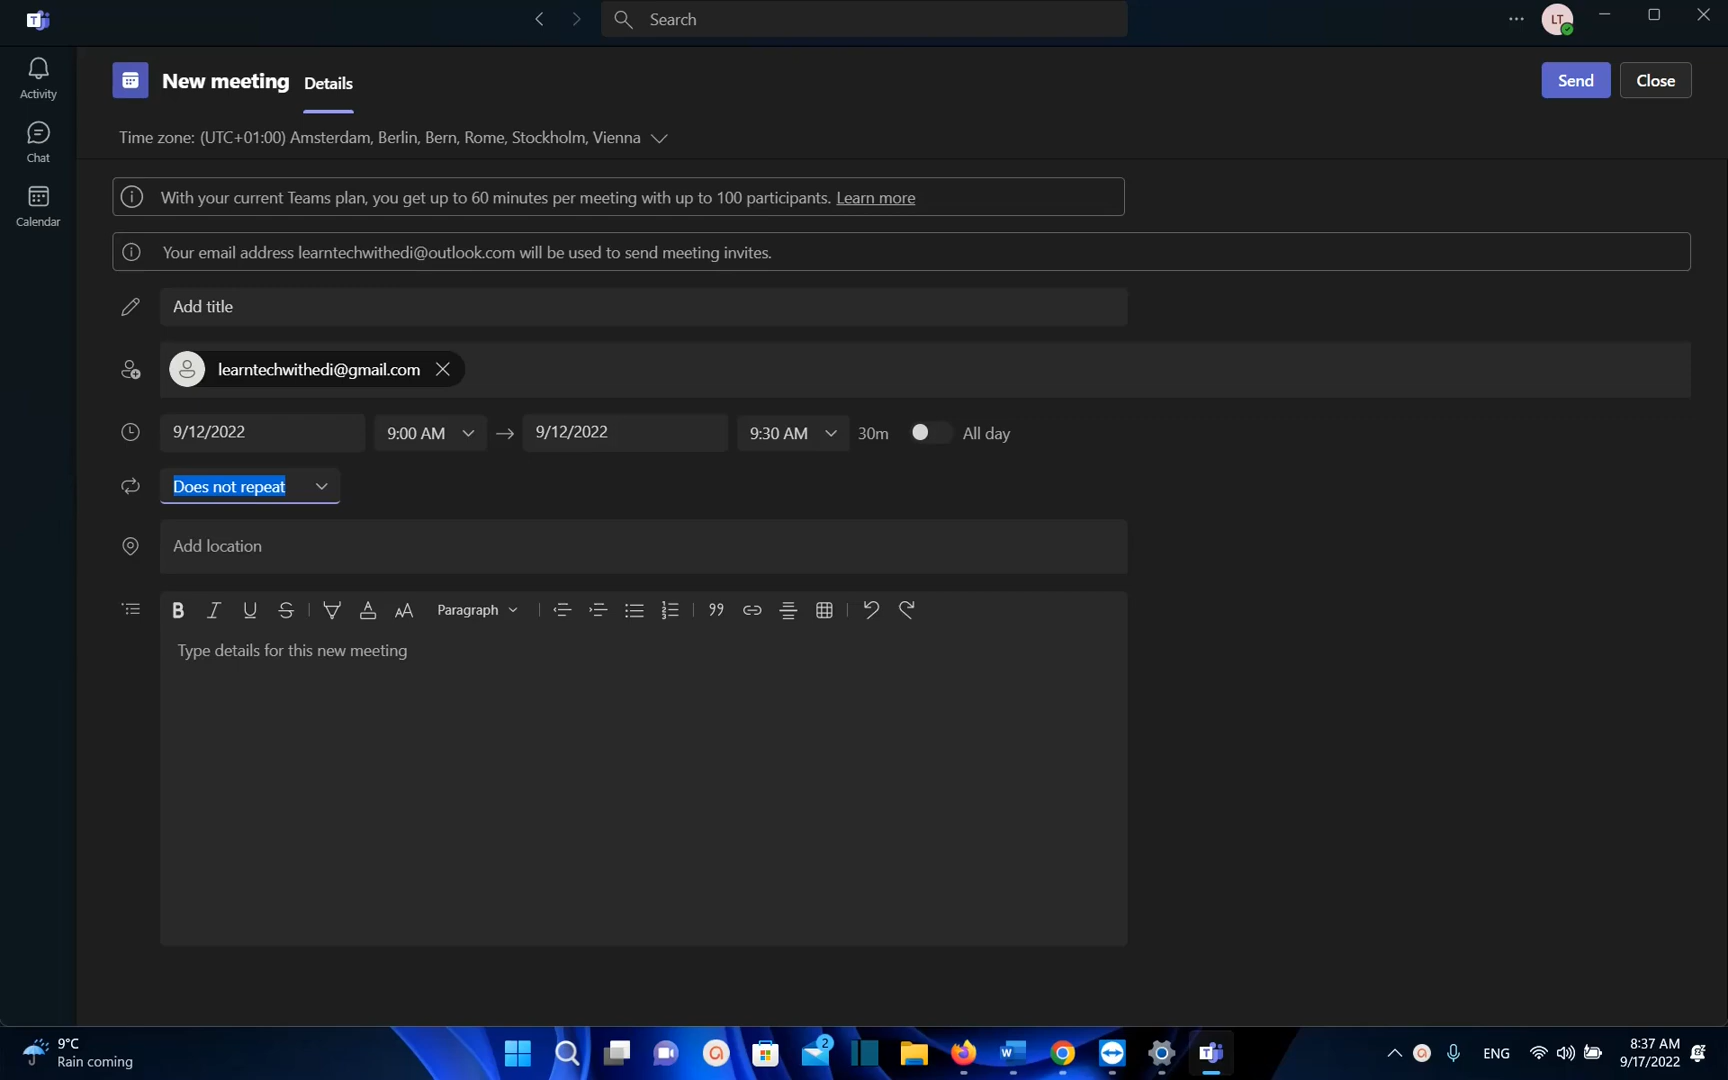 Search
LT
Activity
Chat
Calendar
New meeting Details
Send Close
Time zone: (UTC+01:00) Amsterdam, Berlin, Bern, Rome, Stockholm, Vienna
With your current Teams plan, you get up to 60 minutes per meeting with up to 100 participants. Learn more
Your email address learntechwithedi@outlook.com will be used to send meeting invites.
Add title
learntechwithedi@gmail.com
9/12/2022 9:00 AM 9/12/2022 9:30 AM 30m All day
Does not repeat
Add location
B I U S A AA Paragraph
Type details for this new meeting
9°C
Rain coming
2
ENG
8:37 AM
9/17/2022